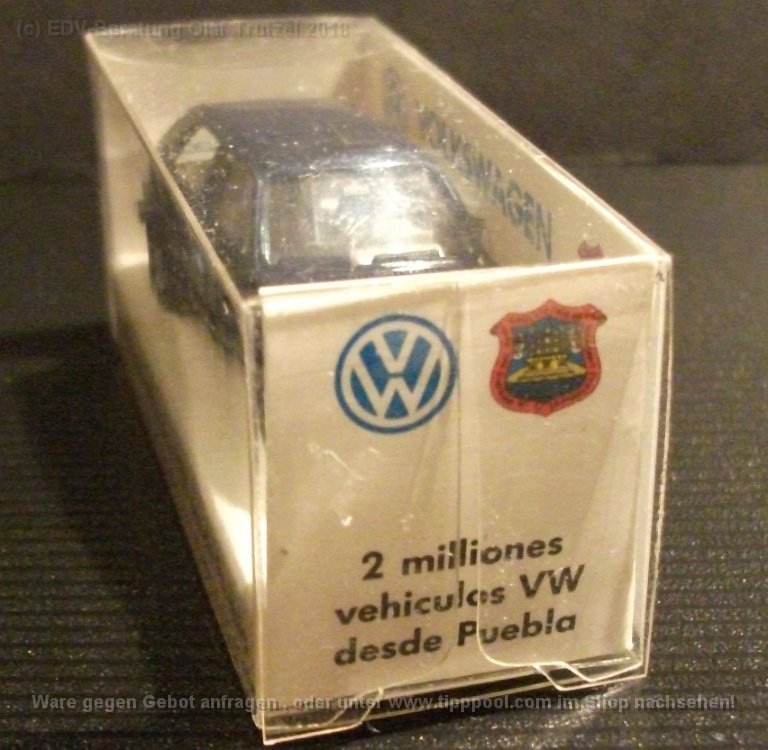 (c) EDV-Beratung Olaf Trutzel 2018
VOLKSWAGEN
2 milliones
vehiculos VW
desde Puebla
Ware gegen Gebot anfragen , oder unter www.tipppool.com im Shop nachsehen!